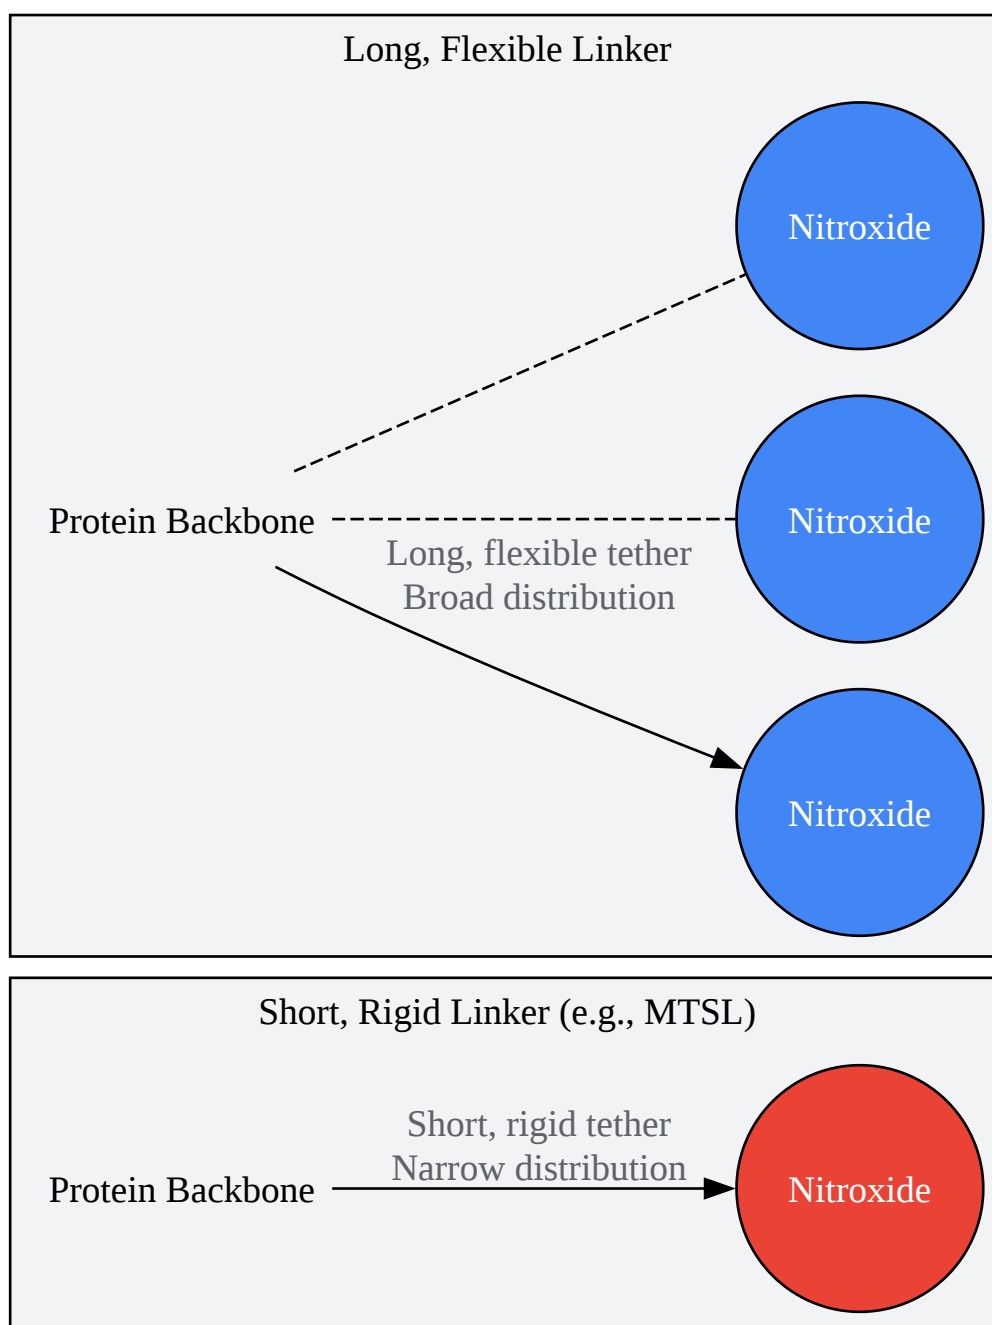 Long, Flexible Linker
Nitroxide
Protein Backbone
Nitroxide
Long, flexible tether
Broad distribution
Nitroxide
Short, Rigid Linker (e.g., MTSL)
Short, rigid tether
Narrow distribution
Protein Backbone
Nitroxide